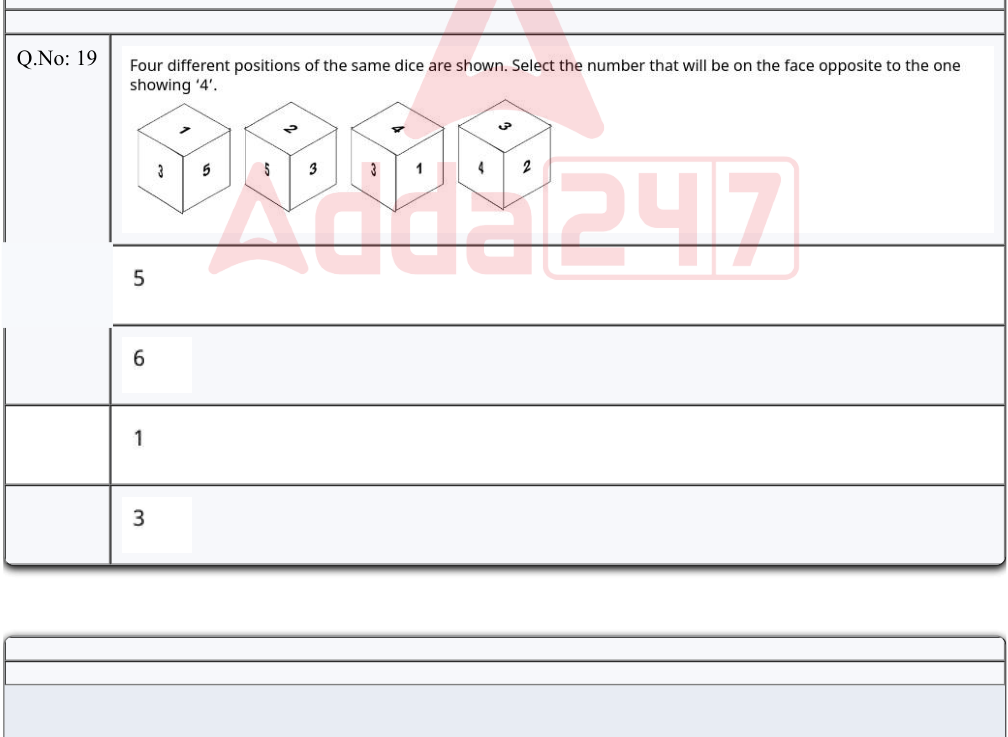 Q.No: 19
Four different positions of the same dice are shown. Select the number that will be on the face opposite to the one
showing ‘4’.
1 3 5
2 5 3
4 3 1
3 4 2
Adda247
5
6
1
3